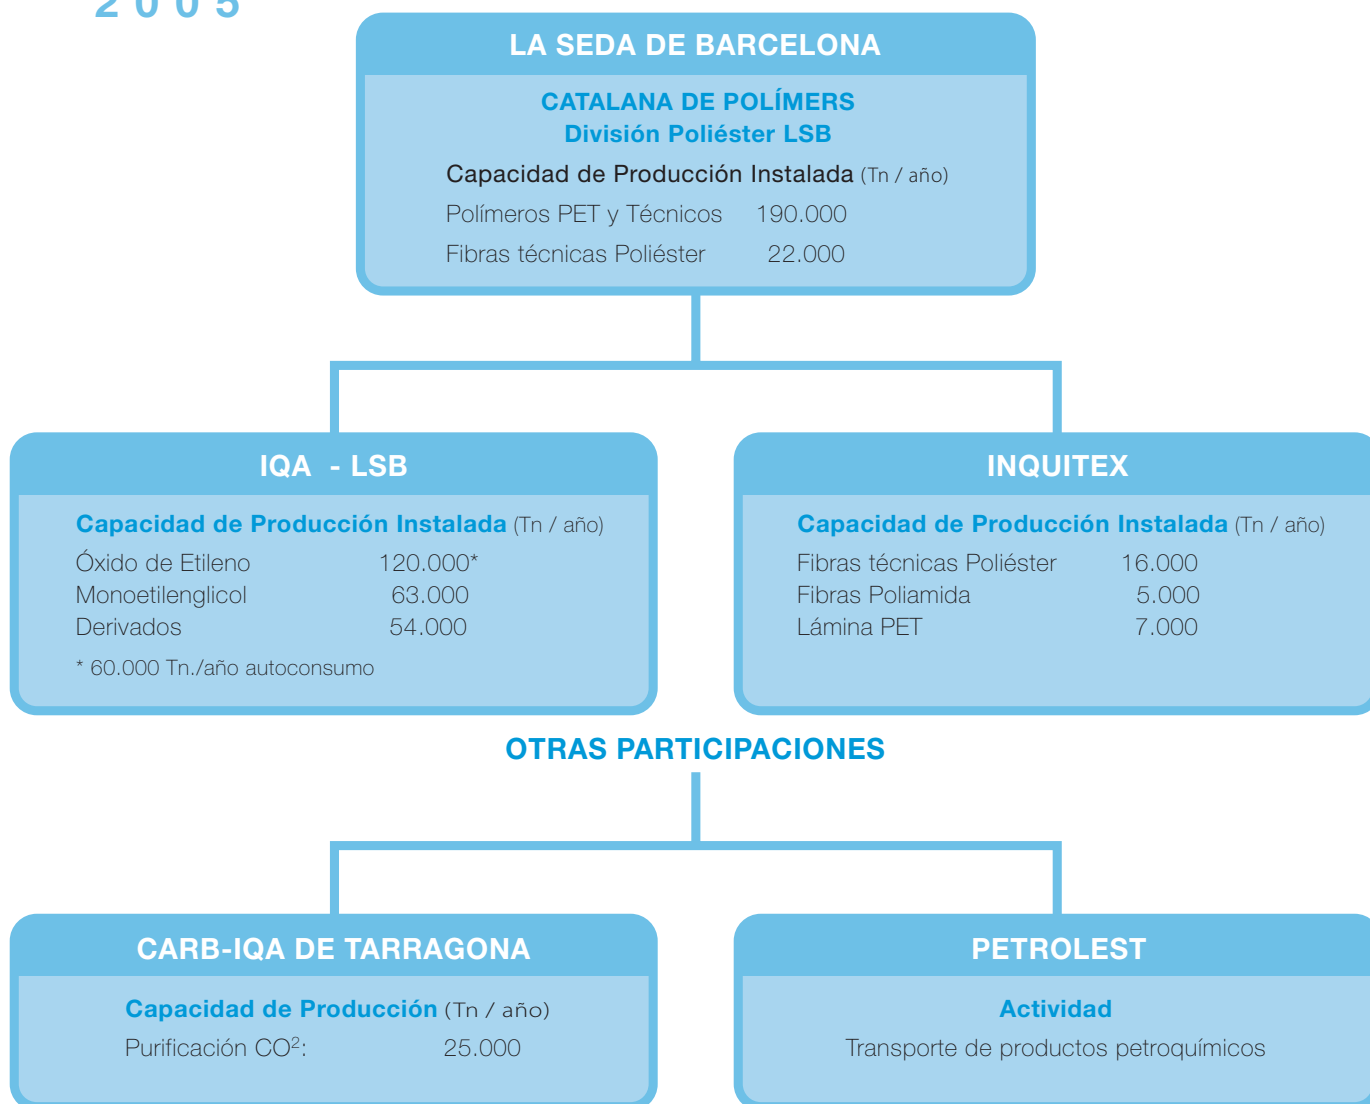 2005
LA SEDA DE BARCELONA
CATALANA DE POLÍMERS
División Poliéster LSB
Capacidad de Producción Instalada (Tn / año)
Polímeros PET y Técnicos 190.000
Fibras técnicas Poliéster 22.000
IQA - LSB
Capacidad de Producción Instalada (Tn / año)
Óxido de Etileno 120.000*
Monoetilenglicol 63.000
Derivados 54.000
* 60.000 Tn./año autoconsumo
INQUITEX
Capacidad de Producción Instalada (Tn / año)
Fibras técnicas Poliéster 16.000
Fibras Poliamida 5.000
Lámina PET 7.000
OTRAS PARTICIPACIONES
CARB-IQA DE TARRAGONA
Capacidad de Producción (Tn / año)
Purificación CO²: 25.000
PETROLEST
Actividad
Transporte de productos petroquímicos